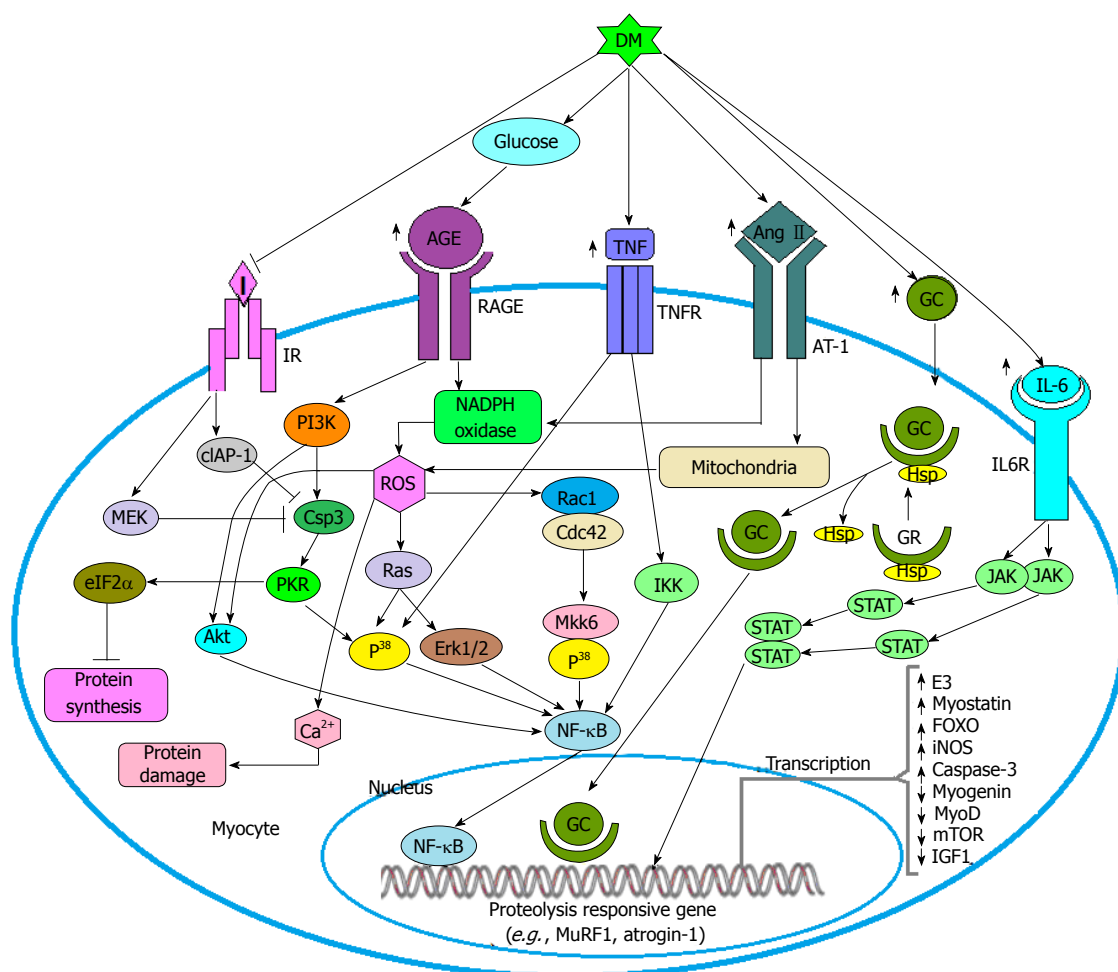 DM
Glucose
AGE
TNF
Ang II
I
GC
RAGE
TNFR
IR
AT-1
IL-6
PI3K
NADPH
oxidase
GC
clAP-1
Mitochondria
Hsp
IL6R
ROS
Rac1
MEK
Csp3
Cdc42
GC
Hsp
GR
Hsp
Ras
JAK
JAK
eIF2α
PKR
IKK
STAT
Mkk6
STAT
Akt
P38
Erk1/2
P38
STAT
STAT
Protein
synthesis
E3
Myostatin
Ca2+
NF-κB
FOXO
Protein
damage
iNOS
Transcription
Caspase-3
Nucleus
Myogenin
MyoD
Myocyte
GC
mTOR
NF-κB
IGF1
Proteolysis responsive gene
(e.g., MuRF1, atrogin-1)